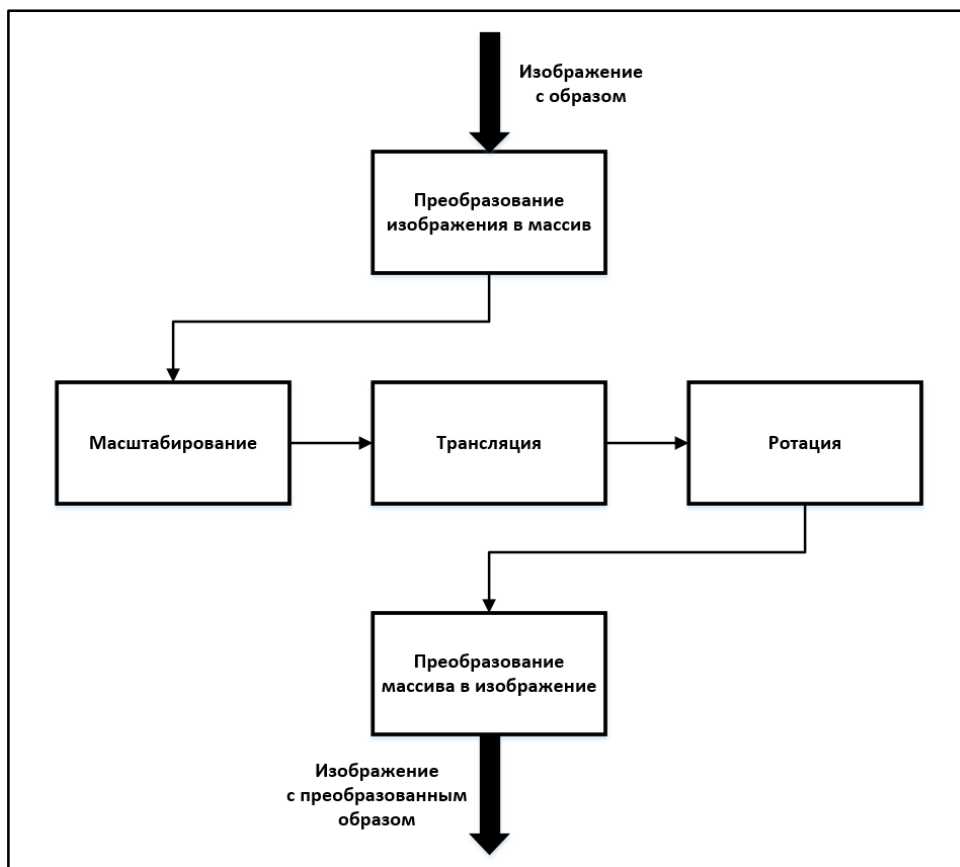 Изображение
с образом
Преобразование
изображения в массив
Масштабирование
Трансляция
Ротация
Преобразование
массива в изображение
Изображение
с преобразованным
образом